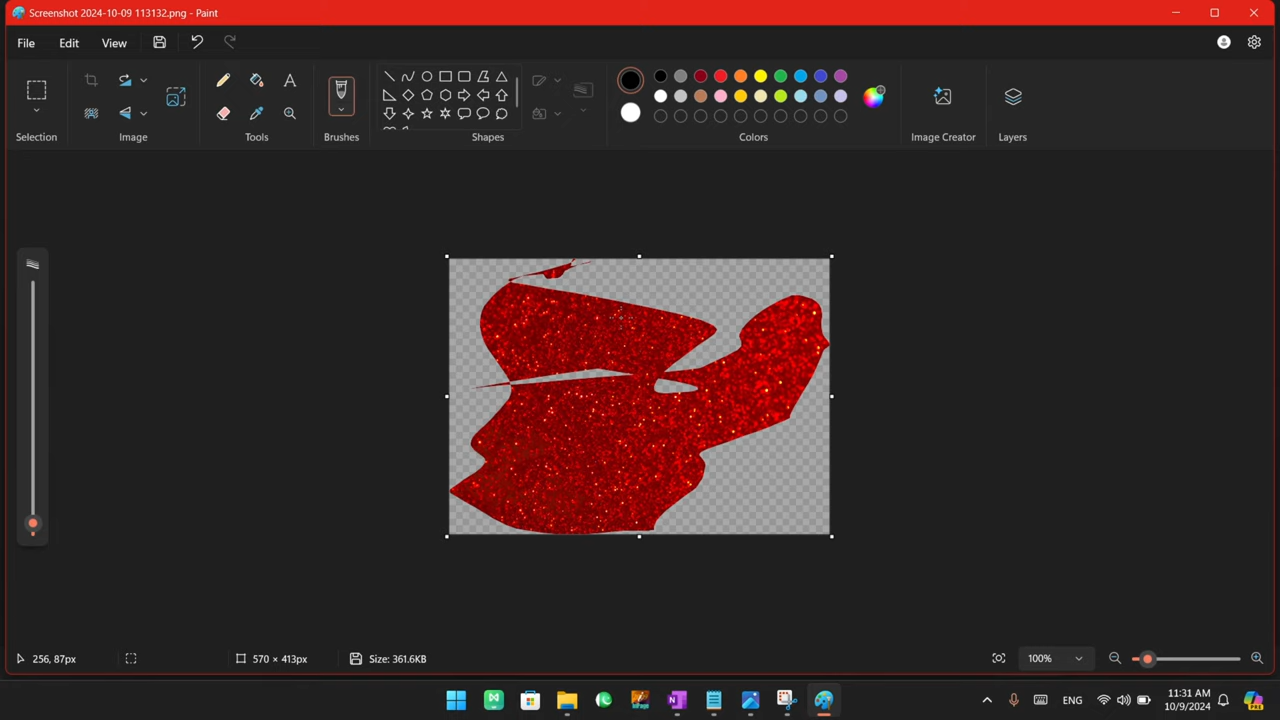 Screenshot 2024-10-09 113132.png - Paint
File Edit View
Selection Image Tools Brushes Shapes Colors Image Creator Layers
256, 87px 570 × 413px Size: 361.6KB 100%
ENG 11:31 AM
10/9/2024